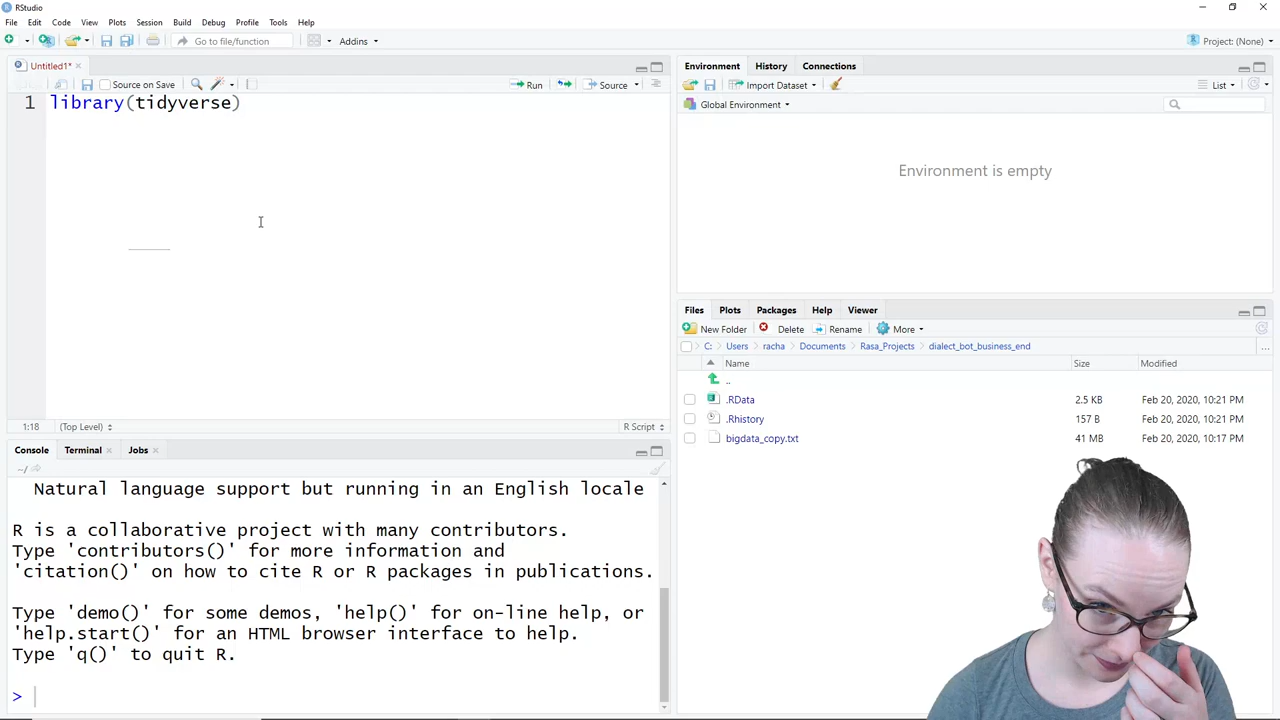 RStudio
File Edit Code View Plots Session Build Debug Profile Tools Help
Go to file/function Addins Project: (None)
Untitled1*
Source on Save Run Source
1 library(tidyverse)
1:18 (Top Level) R Script
Console Terminal Jobs
~/
Natural language support but running in an English locale
R is a collaborative project with many contributors.
Type 'contributors()' for more information and
'citation()' on how to cite R or R packages in publications.
Type 'demo()' for some demos, 'help()' for on-line help, or
'help.start()' for an HTML browser interface to help.
Type 'q()' to quit R.
>
Environment History Connections
Import Dataset List
Global Environment
Environment is empty
Files Plots Packages Help Viewer
New Folder Delete Rename More
C: Users racha Documents Rasa_Projects dialect_bot_business_end ...
Name Size Modified
..
.RData 2.5 KB Feb 20, 2020, 10:21 PM
.Rhistory 157 B Feb 20, 2020, 10:21 PM
bigdata_copy.txt 41 MB Feb 20, 2020, 10:17 PM